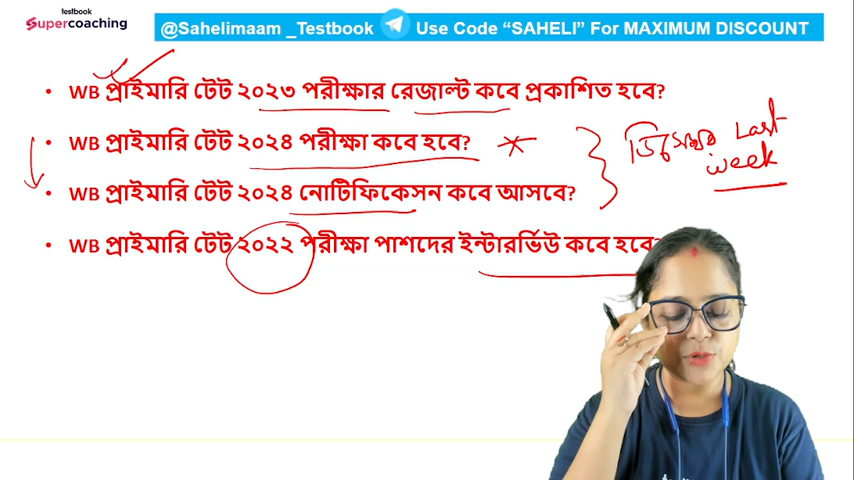 testbook
Supercoaching
@Sahelimaam _Testbook Use Code “SAHELI” For MAXIMUM DISCOUNT
• WB প্রাইমারি টেট ২০২৩ পরীক্ষার রেজাল্ট কবে প্রকাশিত হবে?
• WB প্রাইমারি টেট ২০২৪ পরীক্ষা কবে হবে?
• WB প্রাইমারি টেট ২০২৪ নোটিফিকেসন কবে আসবে?
• WB প্রাইমারি টেট ২০২২ পরীক্ষা পাশদের ইন্টারর্ভিউ কবে হবে?
ডিসেম্বর Last
week